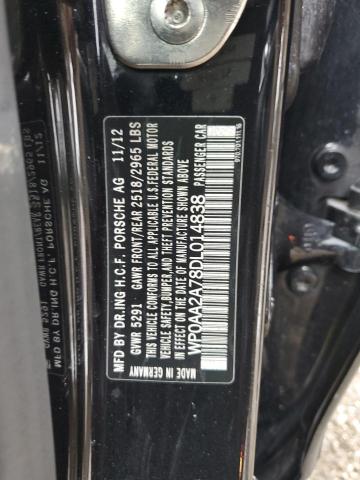 MFD BY DR.ING H.C.F. PORSCHE AG 11/12
GVWR 5291 GAWR FRONT/REAR 2518/2965 LBS
THIS VEHICLE CONFORMS TO ALL APPLICABLE U.S.FEDERAL MOTOR
VEHICLE SAFETY,BUMPER,AND THEFT PREVENTION STANDARDS
IN EFFECT ON THE DATE OF MANUFACTURE SHOWN ABOVE
WP0AA2A78DL014838 PASSENGER CAR
MADE IN GERMANY